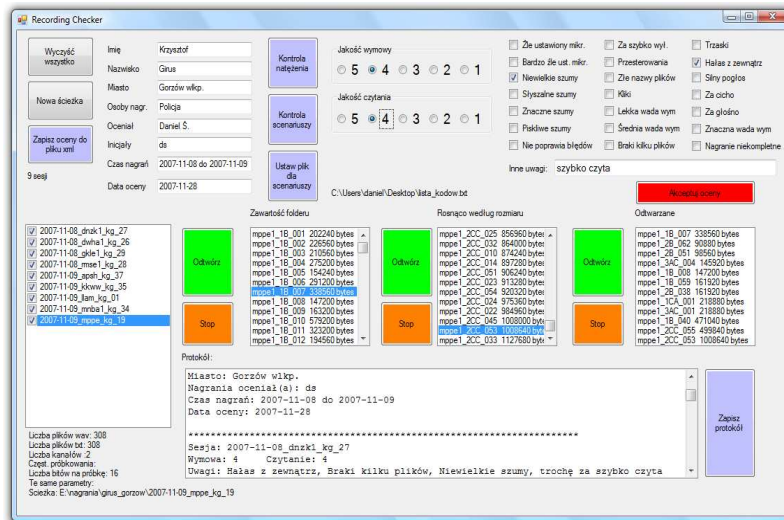 Recording Checker
Wyczyść wszystko
Nowa ścieżka
Zapisz oceny do pliku xml
9 sesji
Imię Krzysztof
Nazwisko Girus
Miasto Gorzów wlkp.
Osoby nagr. Policja
Oceniał Daniel Ś.
Inicjały ds
Czas nagrań 2007-11-08 do 2007-11-09
Data oceny 2007-11-28
Kontrola natężenia
Kontrola scenariuszy
Ustaw plik dla scenariuszy
Jakość wymowy
5 4 3 2 1
Jakość czytania
5 4 3 2 1
C:\Users\daniel\Desktop\lista_kodow.txt
Źle ustawiony mikr. Za szybko wył. Trzaski
Bardzo źle ust. mikr. Przesterowania Hałas z zewnątrz
Niewielkie szumy Złe nazwy plików Silny pogłos
Słyszalne szumy Kliki Za cicho
Znaczne szumy Lekka wada wym Za głośno
Piskliwe szumy Średnia wada wym Znaczna wada wym
Nie poprawia błędów Braki kilku plików Nagranie niekompletne
Inne uwagi: szybko czyta
Akceptuj oceny
2007-11-08_dnzk1_kg_27
2007-11-08_dwha1_kg_26
2007-11-08_gkle1_kg_29
2007-11-08_mse1_kg_28
2007-11-09_apsh_kg_37
2007-11-09_kkww_kg_35
2007-11-09_llam_kg_01
2007-11-09_mnba1_kg_34
2007-11-09_mppe_kg_19
Zawartość folderu
Odtwórz
Stop
mppe1_1B_001 202240 bytes
mppe1_1B_002 226560 bytes
mppe1_1B_003 210560 bytes
mppe1_1B_004 275200 bytes
mppe1_1B_005 154240 bytes
mppe1_1B_006 291200 bytes
mppe1_1B_007 338560 bytes
mppe1_1B_008 147200 bytes
mppe1_1B_009 163200 bytes
mppe1_1B_010 579200 bytes
mppe1_1B_011 323200 bytes
mppe1_1B_012 194560 bytes
Rosnąco według rozmiaru
Odtwórz
Stop
mppe1_2CC_025 856960 bytes
mppe1_2CC_032 864000 bytes
mppe1_2CC_010 874240 bytes
mppe1_2CC_014 897280 bytes
mppe1_2CC_051 906240 bytes
mppe1_2CC_023 913280 bytes
mppe1_2CC_054 920320 bytes
mppe1_2CC_024 975360 bytes
mppe1_2CC_022 984960 bytes
mppe1_2CC_045 1008000 byte
mppe1_2CC_053 1008640 byte
mppe1_2CC_033 1127680 byte
Odtwarzane
Odtwórz
Stop
mppe1_1B_007 338560 bytes
mppe1_2B_062 90880 bytes
mppe1_2B_051 98560 bytes
mppe1_3AC_004 145920 bytes
mppe1_1B_008 147200 bytes
mppe1_1B_059 161920 bytes
mppe1_2B_038 161920 bytes
mppe1_1CA_001 218880 bytes
mppe1_3AC_001 218880 bytes
mppe1_1B_040 471040 bytes
mppe1_2CC_055 499840 bytes
mppe1_2CC_053 1008640 bytes
Protokół:
Miasto: Gorzów wlkp.
Nagrania oceniał(a): ds
Czas nagrań: 2007-11-08 do 2007-11-09
Data oceny: 2007-11-28
Sesja: 2007-11-08_dnzk1_kg_27
Wymowa: 4 Czytanie: 4
Uwagi: Hałas z zewnątrz, Braki kilku plików, Niewielkie szumy, trochę za szybko czyta
Zapisz protokół
Liczba plików wav: 308
Liczba plików txt: 308
Liczba kanałów :2
Częst. próbkowania:
Liczba bitów na próbkę: 16
Te same parametry:
Scieżka: E:\nagrania\girus_gorzow\2007-11-09_mppe_kg_19